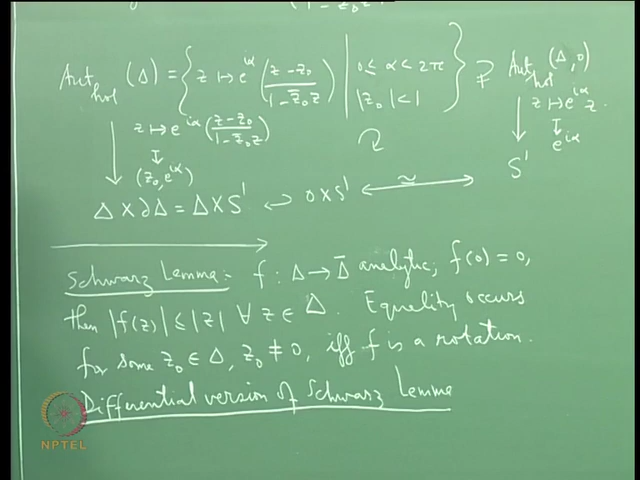 1-z̄₀z
Aut_hol (Δ) = { z ↦ e^{iα} ( (z-z₀)/(1-z̄₀z) ) | 0 ≤ α < 2π |z₀| < 1 } ⊋ Aut_hol (Δ, 0)
z ↦ e^{iα} z.
z ↦ e^{iα} ( (z-z₀)/(1-z̄₀z) )
↓ e^{iα}
↓ (z₀, e^{iα})
S¹
Δ × ∂Δ = Δ × S¹ ↩ 0 × S¹ ≃
Schwarz Lemma:- f : Δ → Δ̄ analytic; f(0) = 0,
then |f(z)| ≤ |z| ∀ z ∈ Δ. Equality occurs
for some z₀ ∈ Δ, z₀ ≠ 0, iff f is a rotation.
Differential version of Schwarz Lemma
NPTEL